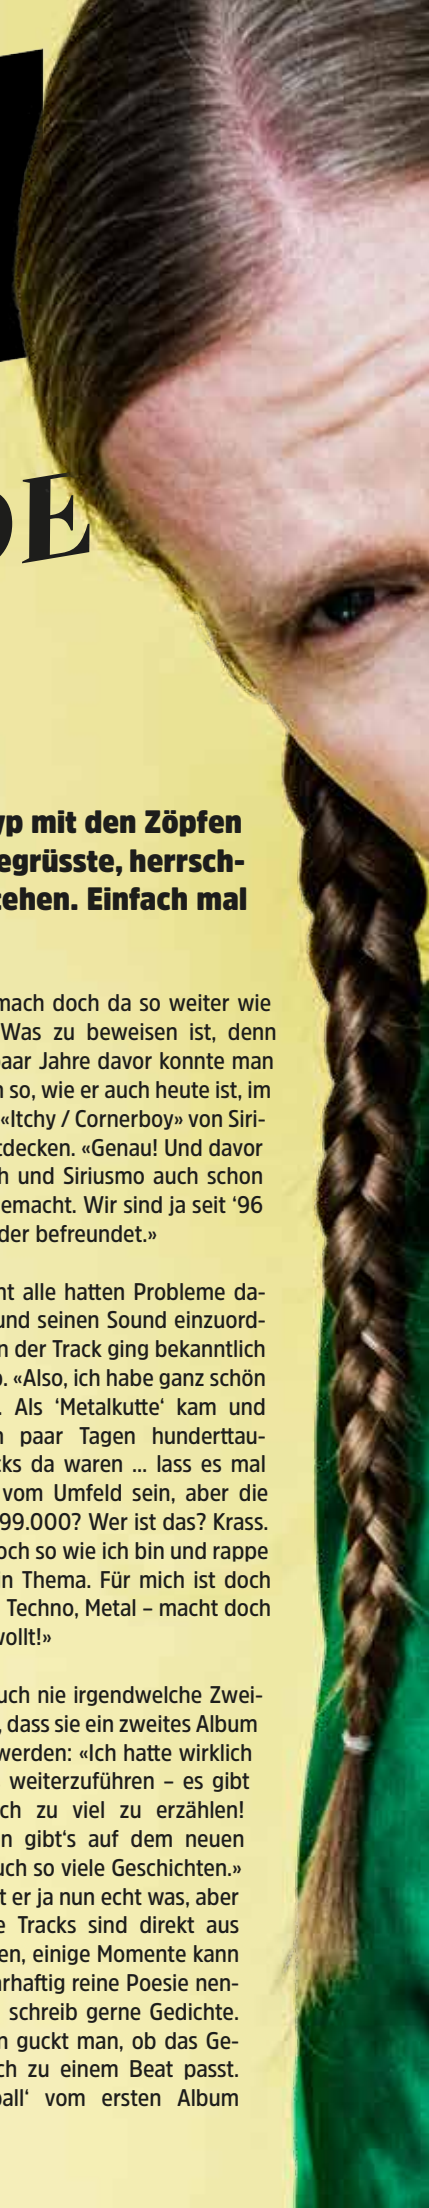 DE
yp mit den Zöpfen
egrüsste, herrsch-
tehen. Einfach mal
mach doch da so weiter wie
Was zu beweisen ist, denn
paar Jahre davor konnte man
n so, wie er auch heute ist, im
«Itchy / Cornerboy» von Siri-
tdecken. «Genau! Und davor
h und Siriusmo auch schon
emacht. Wir sind ja seit ‘96
der befreundet.»
nt alle hatten Probleme da-
und seinen Sound einzuord-
n der Track ging bekanntlich
. «Also, ich habe ganz schön
. Als ‘Metalkutte‘ kam und
n paar Tagen hunderttau-
ks da waren ... lass es mal
vom Umfeld sein, aber die
99.000? Wer ist das? Krass.
och so wie ich bin und rappe
in Thema. Für mich ist doch
Techno, Metal – macht doch
wollt!»
uch nie irgendwelche Zwei-
, dass sie ein zweites Album
werden: «Ich hatte wirklich
weiterzuführen – es gibt
ch zu viel zu erzählen!
n gibt's auf dem neuen
uch so viele Geschichten.»
t er ja nun echt was, aber
e Tracks sind direkt aus
en, einige Momente kann
rhaftig reine Poesie nen-
schreib gerne Gedichte.
n guckt man, ob das Ge-
ch zu einem Beat passt.
ball‘ vom ersten Album